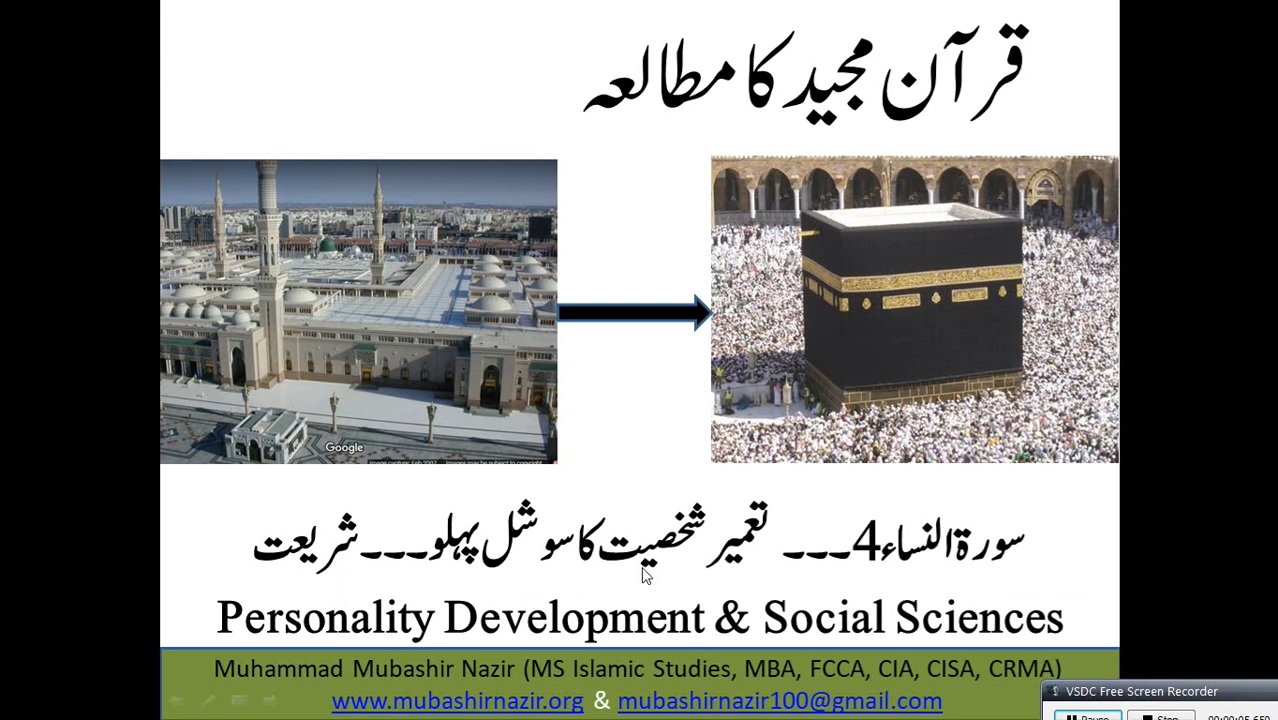 قرآن مجید کا مطالعہ
Google
سورۃ النساء 4۔۔۔ تعمیر شخصیت کا سوشل پہلو۔۔۔شریعت
Personality Development & Social Sciences
Muhammad Mubashir Nazir (MS Islamic Studies, MBA, FCCA, CIA, CISA, CRMA)
www.mubashirnazir.org & mubashirnazir100@gmail.com
VSDC Free Screen Recorder
Pause Stop